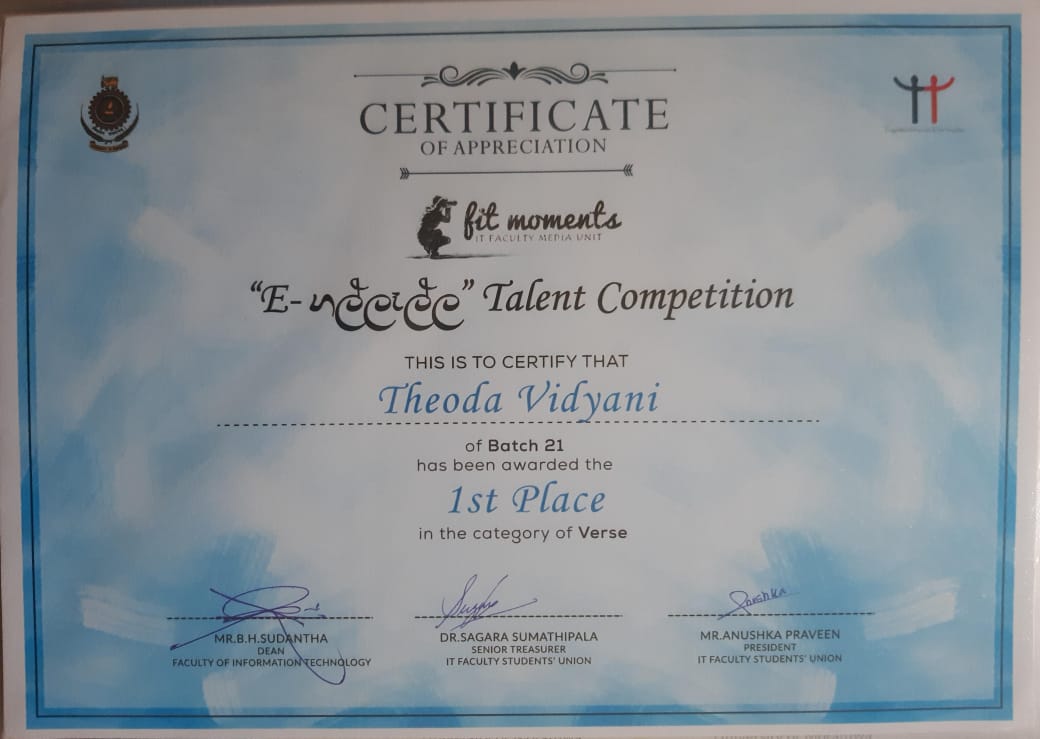 CERTIFICATE
OF APPRECIATION
fit moments
IT FACULTY MEDIA UNIT
“E- හදිලැදිල” Talent Competition
THIS IS TO CERTIFY THAT
Theoda Vidyani
of Batch 21
has been awarded the
1st Place
in the category of Verse
MR.B.H.SUDANTHA
DEAN
FACULTY OF INFORMATION TECHNOLOGY
DR.SAGARA SUMATHIPALA
SENIOR TREASURER
IT FACULTY STUDENTS' UNION
Anushka
MR.ANUSHKA PRAVEEN
PRESIDENT
IT FACULTY STUDENTS' UNION